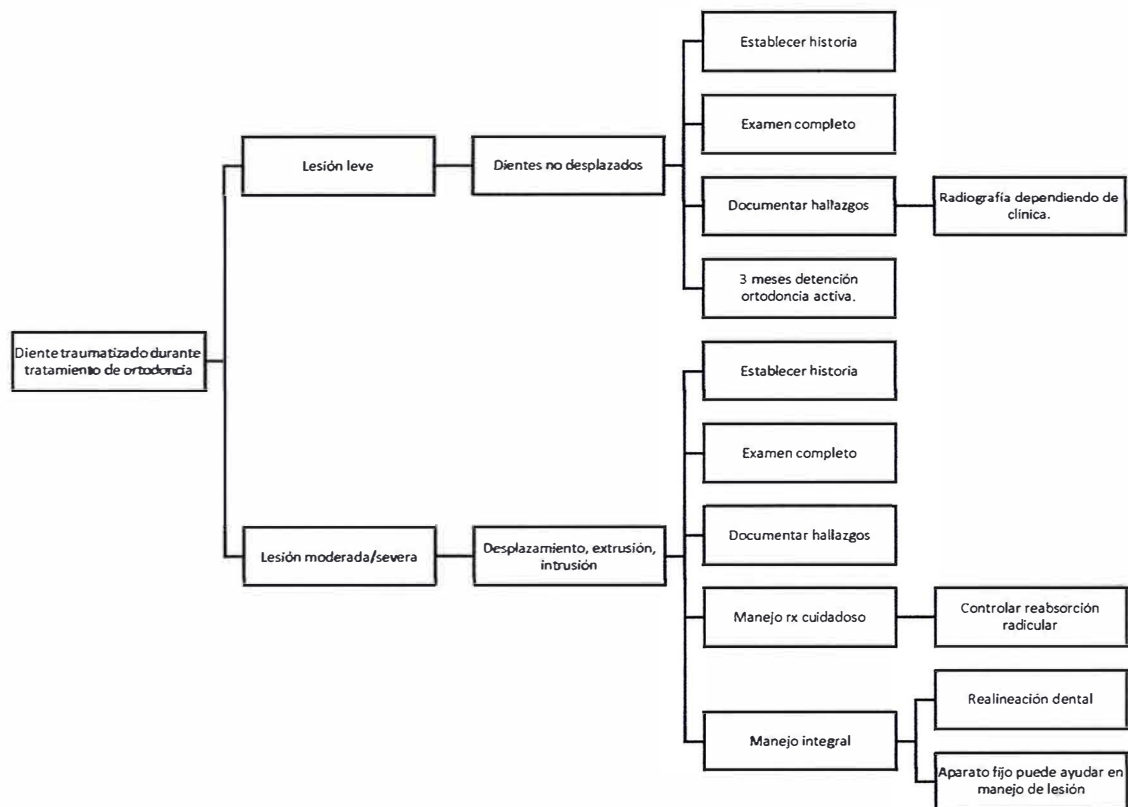 Establecer historia
Examen completo
Lesión leve
Dientes no desplazados
Documentar hallazgos
Radiografía dependiendo de
clínica.
3 meses detención
ortodoncia activa.
Diente traumatizado durante
tratamiento de ortodoncia
Establecer historia
Examen completo
Documentar hallazgos
Lesión moderada/severa
Desplazamiento, extrusión,
intrusión
Manejo rx cuidadoso
Controlar reabsorción
radicular
Realineación dental
Manejo integral
Aparato fijo puede ayudar en
manejo de lesión